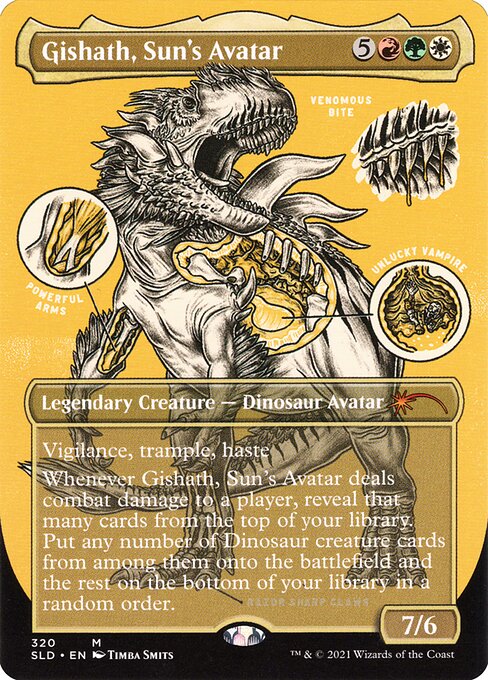 Gishath, Sun's Avatar 5
VENOMOUS
BITE
UNLUCKY VAMPIRE
POWERFUL
ARMS
Legendary Creature — Dinosaur Avatar
Vigilance, trample, haste
Whenever Gishath, Sun's Avatar deals
combat damage to a player, reveal that
many cards from the top of your library.
Put any number of Dinosaur creature cards
from among them onto the battlefield and
the rest on the bottom of your library in a
random order.
RAZOR SHARP CLAWS
7/6
320 M
SLD • EN Timba Smits
™ & © 2021 Wizards of the Coast